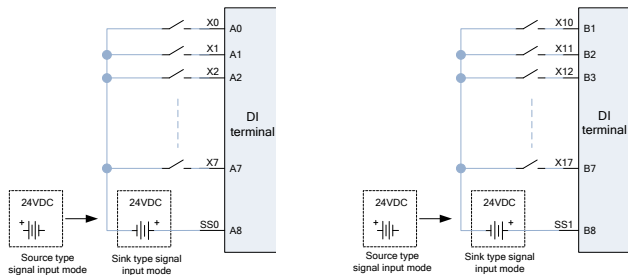 X0 A0
X1 A1
X2 A2
DI
terminal
X7 A7
24VDC
+
24VDC
+
SS0 A8
Source type
signal input mode
Sink type signal
input mode
X10 B1
X11 B2
X12 B3
DI
terminal
X17 B7
24VDC
+
24VDC
+
SS1 B8
Source type
signal input mode
Sink type signal
input mode